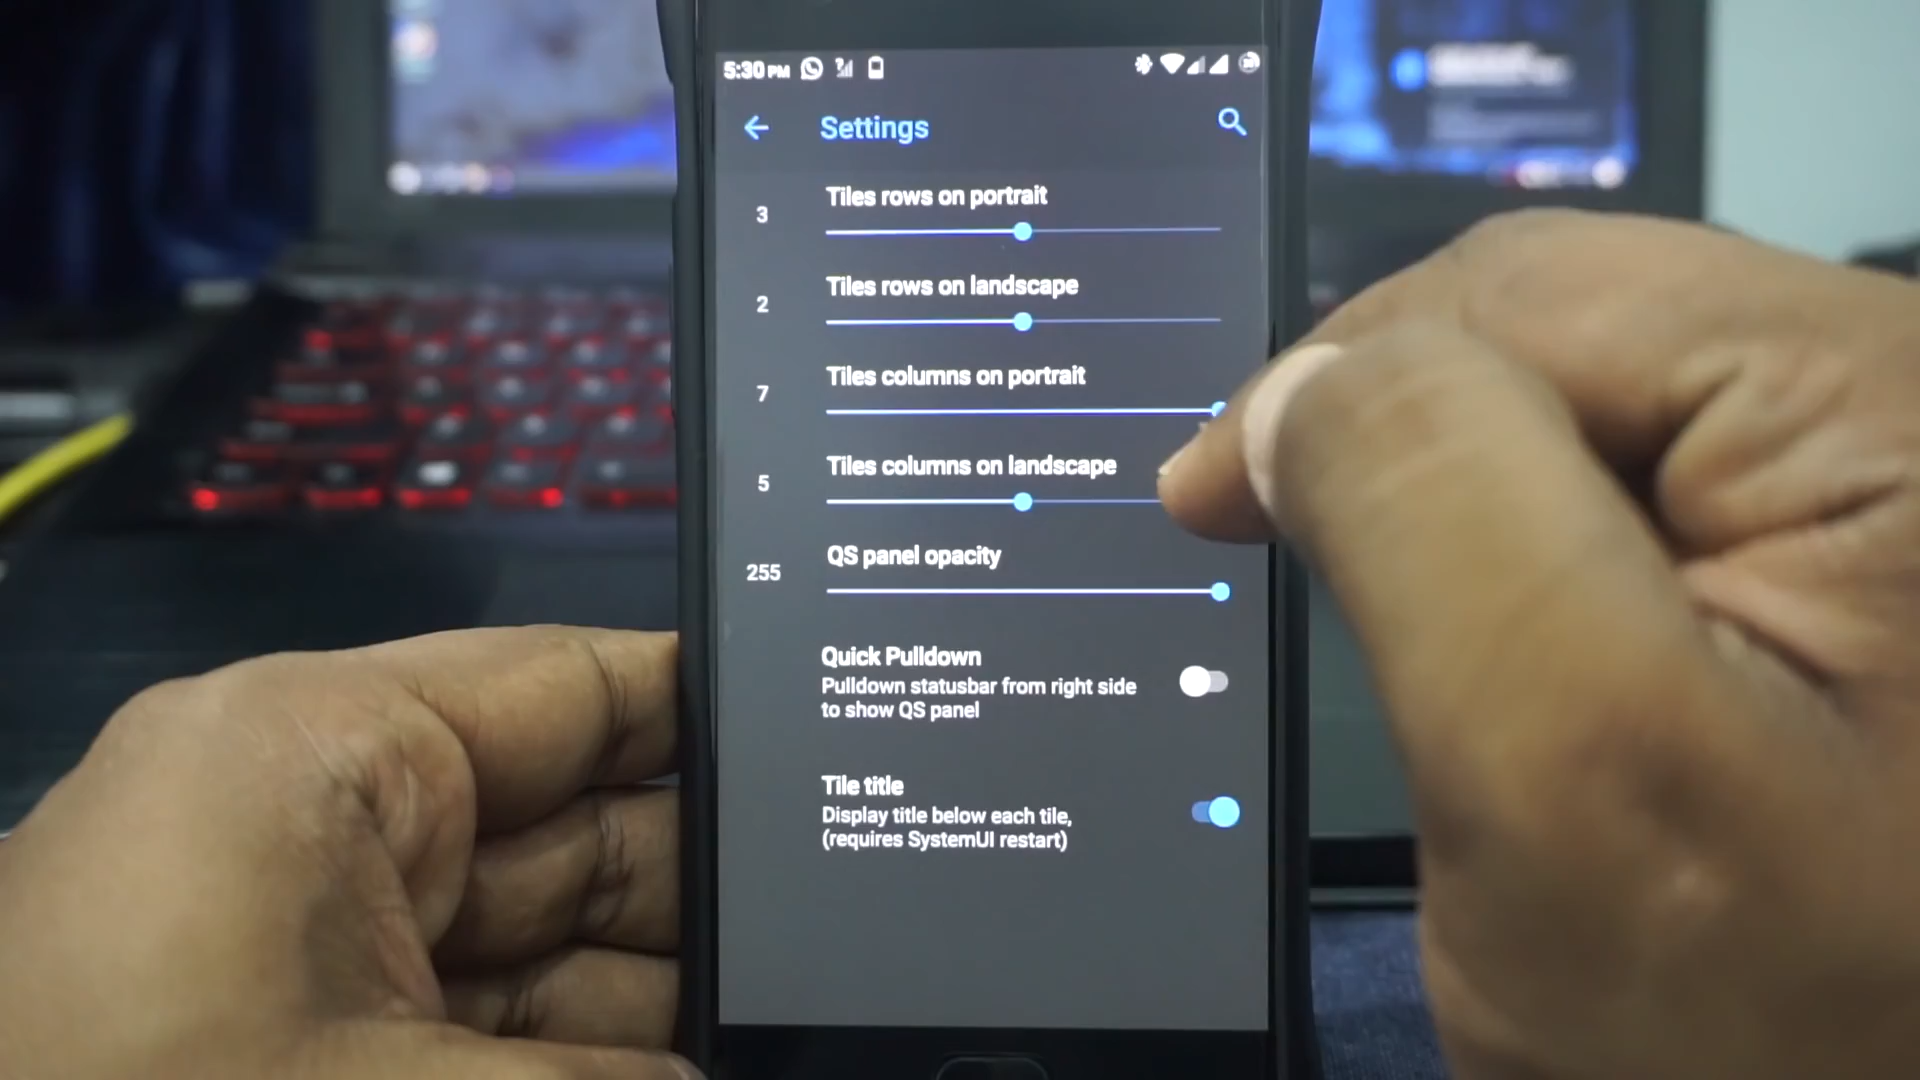 5:30 PM
Settings
Tiles rows on portrait
3
Tiles rows on landscape
2
Tiles columns on portrait
7
Tiles columns on landscape
5
QS panel opacity
255
Quick Pulldown
Pulldown statusbar from right side
to show QS panel
Tile title
Display title below each tile,
(requires SystemUI restart)